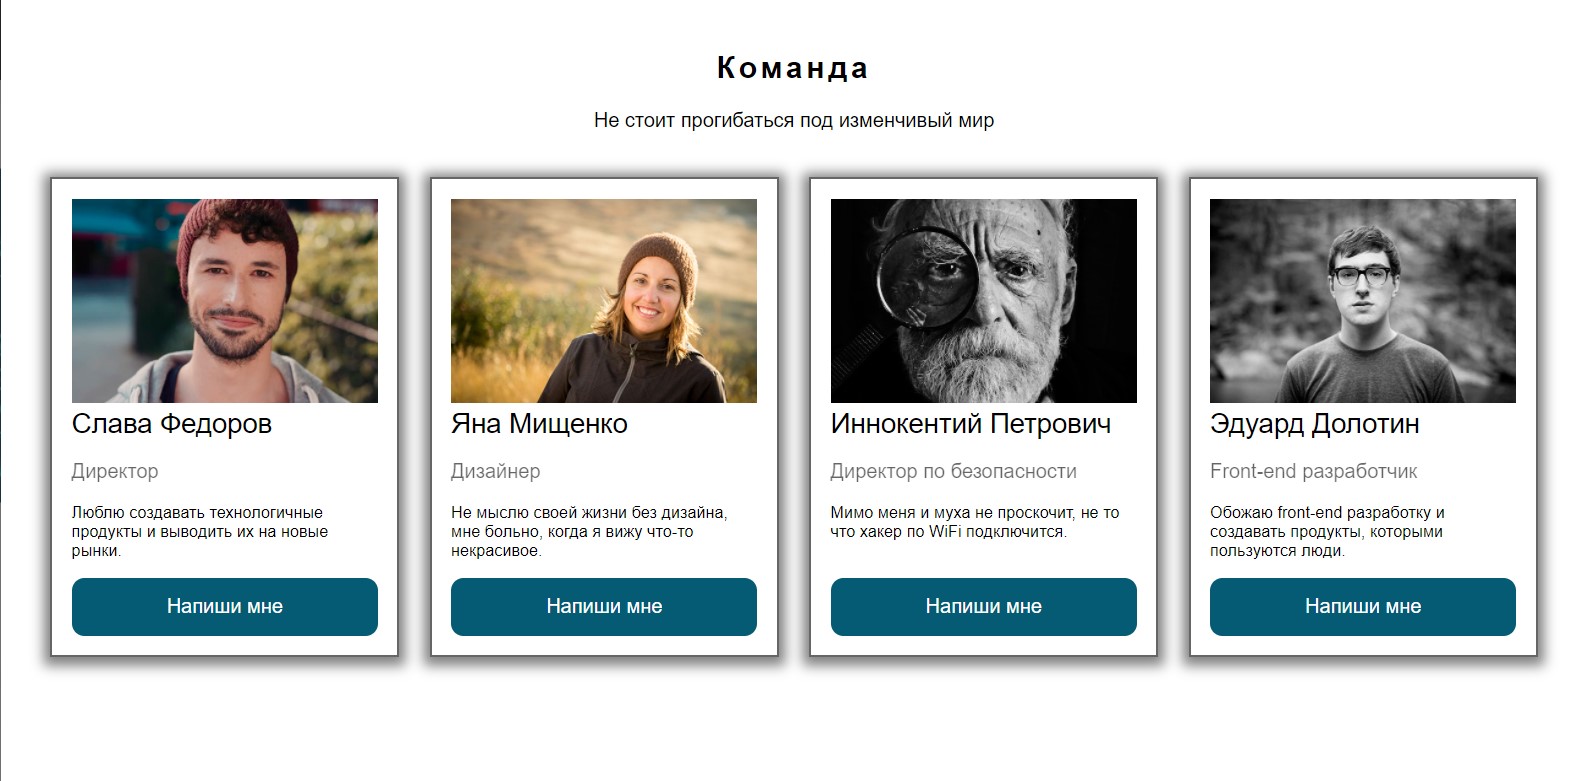 Команда
Не стоит прогибаться под изменчивый мир
Слава Федоров
Директор
Люблю создавать технологичные
продукты и выводить их на новые
рынки.
Напиши мне
Яна Мищенко
Дизайнер
Не мыслю своей жизни без дизайна,
мне больно, когда я вижу что-то
некрасивое.
Напиши мне
Иннокентий Петрович
Директор по безопасности
Мимо меня и муха не проскочит, не то
что хакер по WiFi подключится.
Напиши мне
Эдуард Долотин
Front-end разработчик
Обожаю front-end разработку и
создавать продукты, которыми
пользуются люди.
Напиши мне